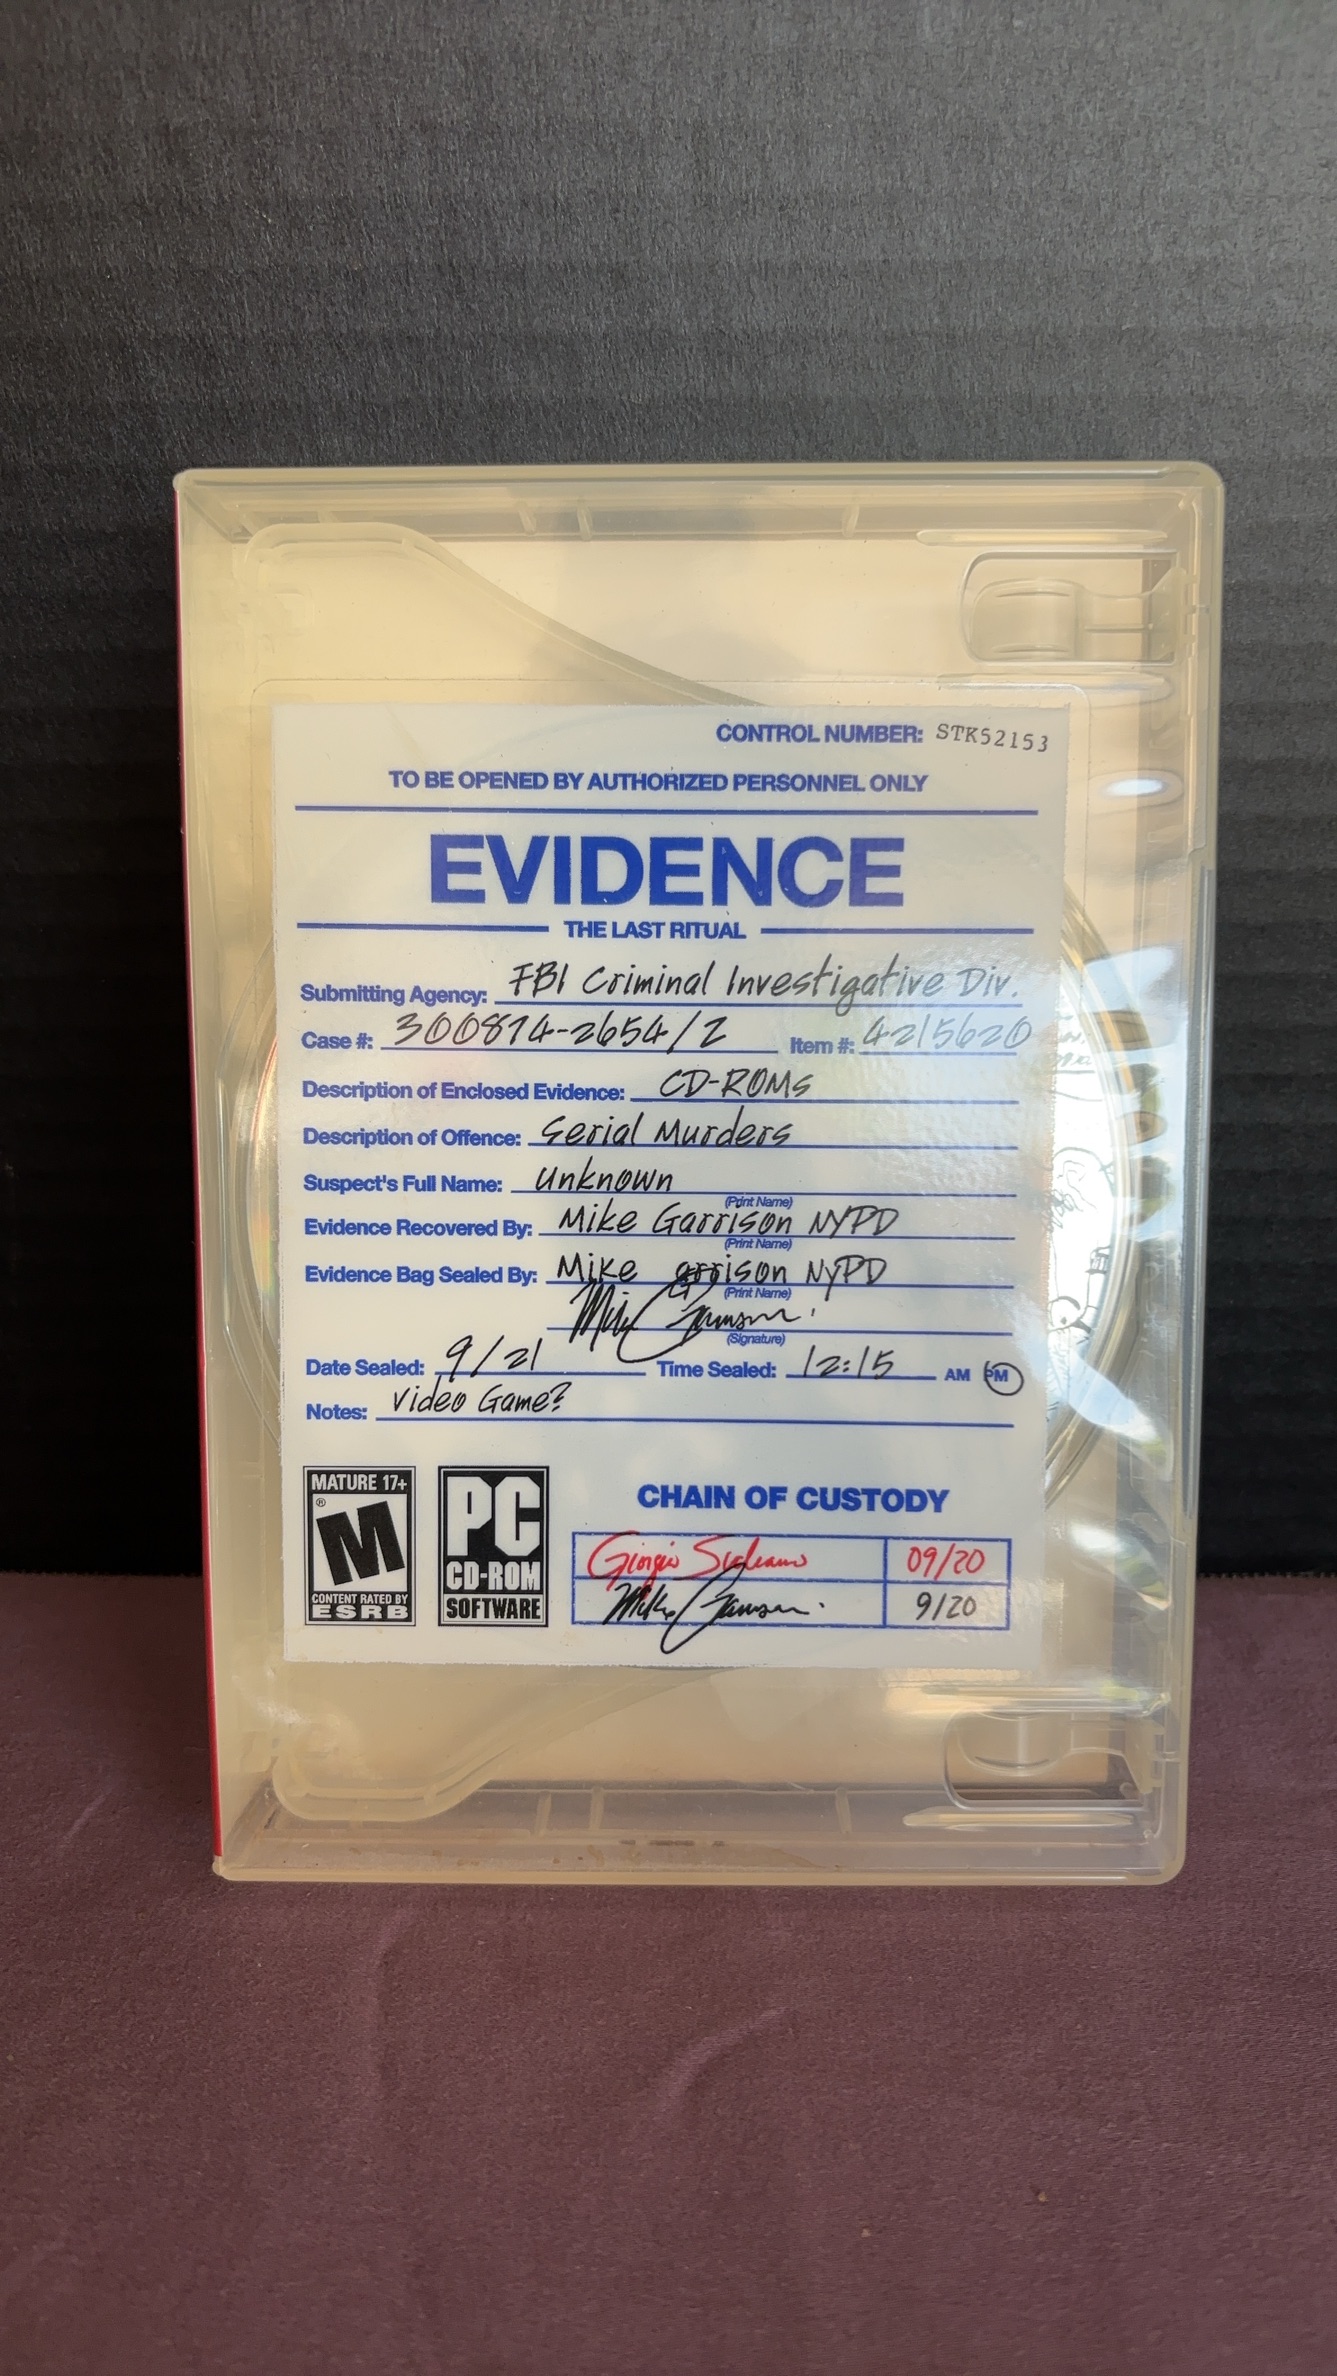 CONTROL NUMBER: STK52153
TO BE OPENED BY AUTHORIZED PERSONNEL ONLY
EVIDENCE
THE LAST RITUAL
Submitting Agency: FBI Criminal Investigative Div.
Case #: 300874-2654/2 Item #: 4215620
Description of Enclosed Evidence: CD-ROMs
Description of Offence: Serial Murders
Suspect's Full Name: Unknown
(Print Name)
Evidence Recovered By: Mike Garrison NYPD
(Print Name)
Evidence Bag Sealed By: Mike Garrison NYPD
(Print Name)
(Signature)
Date Sealed: 9/21 Time Sealed: 12:15 AM PM
Notes: Video Game?
MATURE 17+
M
®
CONTENT RATED BY
ESRB
PC
CD-ROM
SOFTWARE
CHAIN OF CUSTODY
Giorgio 09/20
Mike 9/20